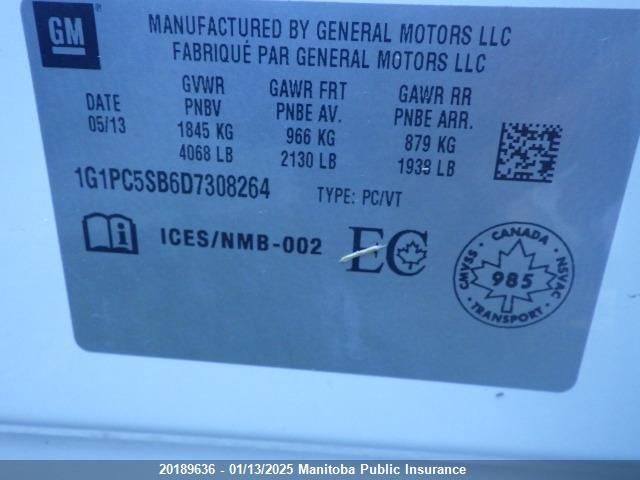 GM
MANUFACTURED BY GENERAL MOTORS LLC
FABRIQUÉ PAR GENERAL MOTORS LLC
DATE
05/13
GVWR
PNBV
1845 KG
4068 LB
GAWR FRT
PNBE AV.
966 KG
2130 LB
GAWR RR
PNBE ARR.
879 KG
1938 LB
1G1PC5SB6D7308264
TYPE: PC/VT
ICES/NMB-002
EC
CANADA
CMVSS
NSVAC
985
TRANSPORT
20189636 - 01/13/2025 Manitoba Public Insurance